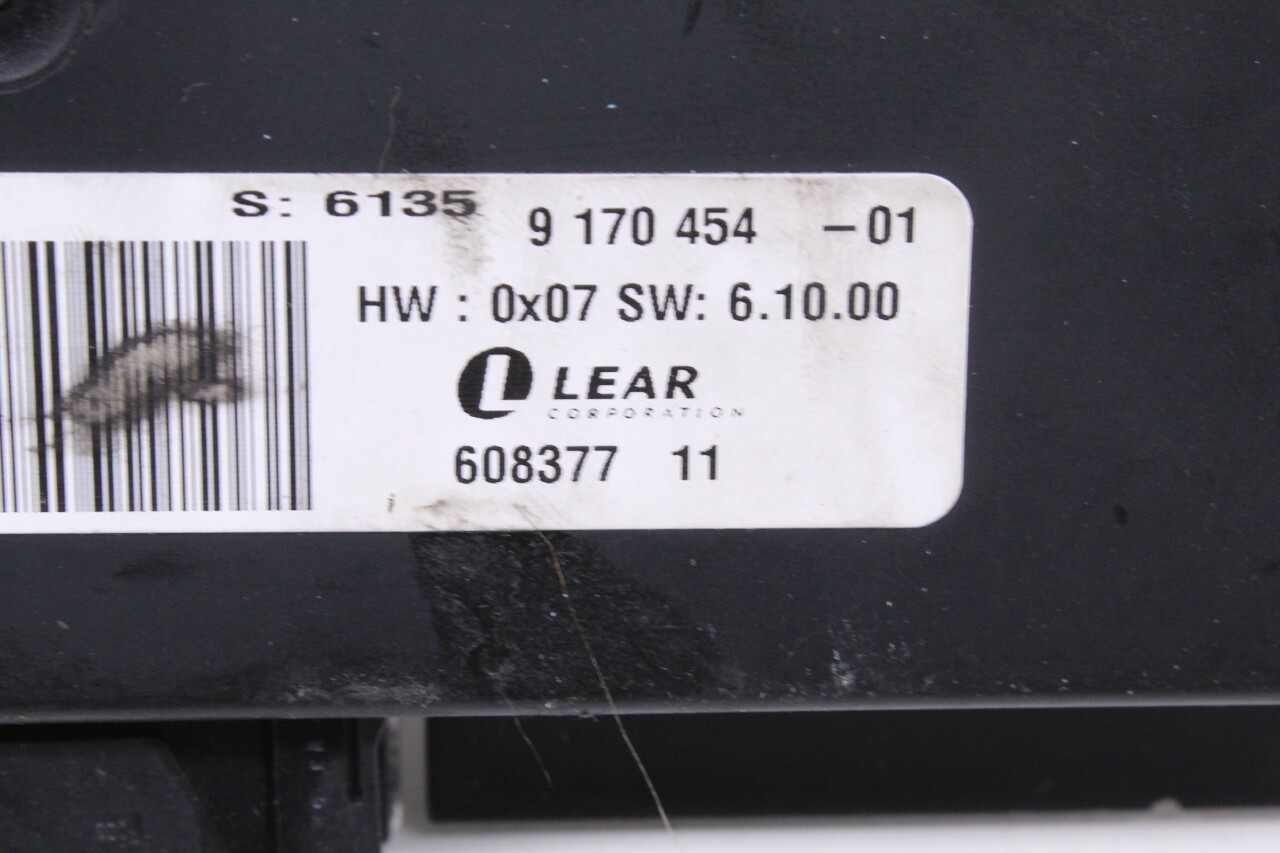 S: 6135
9 170 454 –01
HW : 0x07 SW: 6.10.00
L LEAR
CORPORATION
608377 11